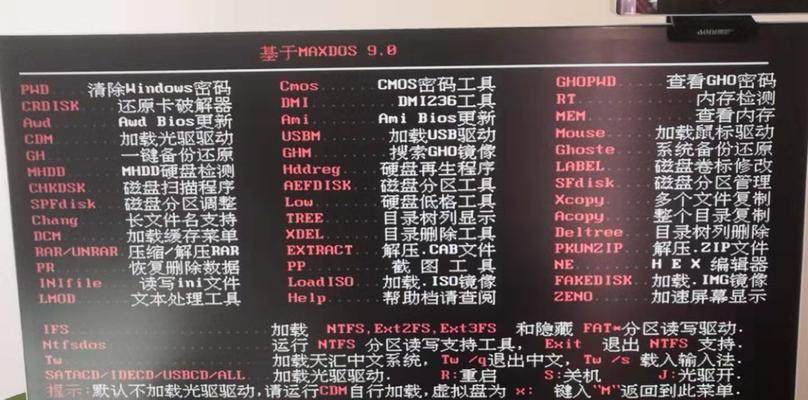 基于MAXDOS 9.0
PWD 清除Windows密码 Cmos CMOS密码工具 GHOPWD 查看GHO密码
CRDISK 还原卡破解器 DMI DMI236工具 RT 内存检测
Awd Awd Bios更新 Ami Ami Bios更新 MEM 查看内存
CDM 加载光驱驱动 USBM 加载USB驱动 Mouse 加载鼠标驱动
GH 一键备份还原 GHM 搜索GHO镜像 Ghoste 系统备份还原
MHDD MHDD硬盘检测 Hddreg 硬盘再生程序 LABEL 磁盘卷标修改
CHKDSK 磁盘扫描程序 AEFDISK 磁盘分区工具 SFdisk 磁盘分区管理
SPFdisk 磁盘分区调整 Low 硬盘低格工具 Xcopy 多个文件复制
Chang 长文件名支持 TREE 目录树列显示 Acopy 整个目录复制
DCM 加载缓存菜单 XDEL 目录删除工具 Deltree 目录树列删除
RAR/UNRAR 压缩/解压RAR EXTRACT 解压.CAB文件 PKUNZIP 解压.ZIP文件
PR 恢复删除数据 PP 截 图 工 具 NE H E X 编辑器
INIfile 读写ini文件 LoadISO 加载.ISO镜像 FAKEDISK 加载.IMG镜像
LMOD 文本处理工具 Help 帮助档请查阅 ZENO 加速屏幕显示
IFS 加载 NTFS,Ext2FS,Ext3FS 和隐藏 FAT*分区读写驱动.
Ntfsdos 运行 NTFS 分区读写支持工具, Exit 退出 NTFS 支持.
Tw 加载天汇中文系统, Tw /q退出中文, Tw /s 载入输入法.
SATACD/IDECD/USBCD/ALL 加载光驱驱动. R:重启 S:关机 J:光驱开.
提示:默认不加载光驱驱动,请运行CDM自行加载,虚拟盘为 x: 键入"M"返回到此菜单.